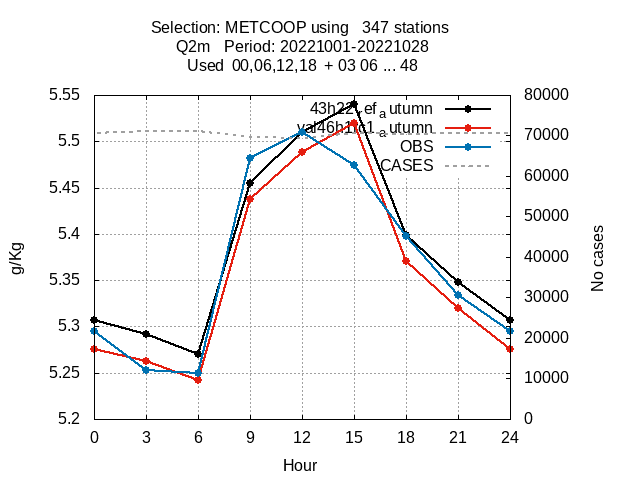 Selection: METCOOP using 347 stations
Q2m Period: 20221001-20221028
Used 00,06,12,18 + 03 06 ... 48
5.55
5.5
5.45
5.4
5.35
5.3
5.25
5.2
80000
70000
60000
50000
40000
30000
20000
10000
0
utumn
utumn
OBS
CASES
g/Kg
No cases
0 3 6 9 12 15 18 21 24
Hour